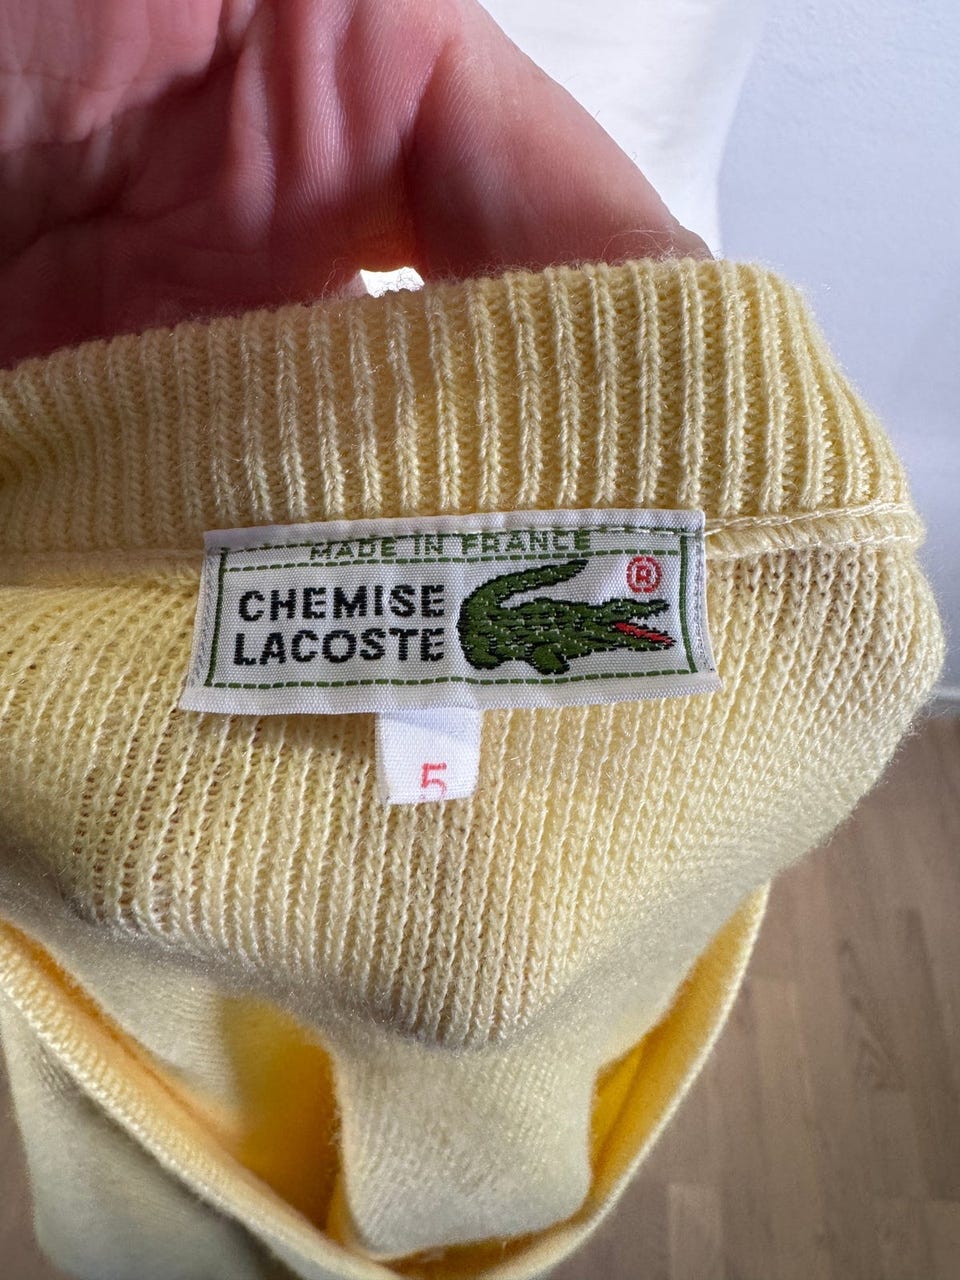 MADE IN FRANCE
CHEMISE
LACOSTE
®
5